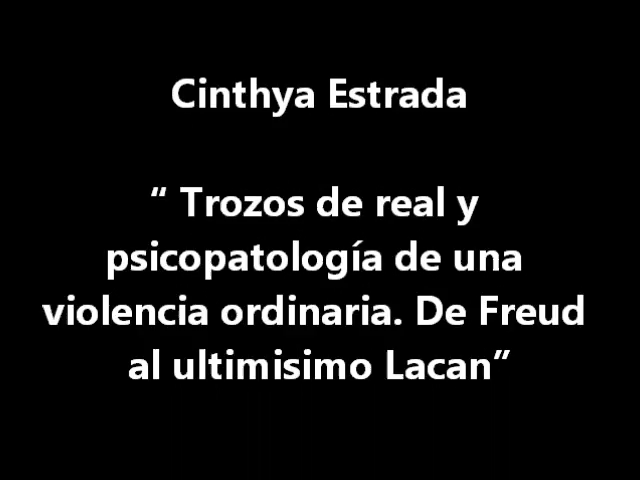 Cinthya Estrada
“ Trozos de real y
psicopatología de una
violencia ordinaria. De Freud
al ultimisimo Lacan”